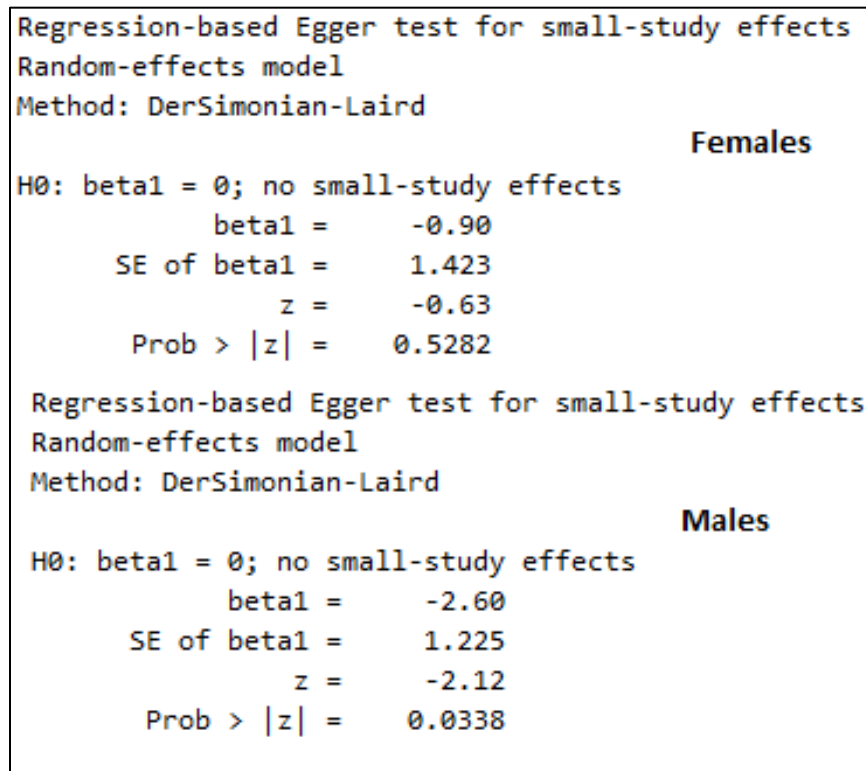 Regression-based Egger test for small-study effects
Random-effects model
Method: DerSimonian-Laird
Females
H0: beta1 = 0; no small-study effects
beta1 = -0.90
SE of beta1 = 1.423
z = -0.63
Prob > |z| = 0.5282
Regression-based Egger test for small-study effects
Random-effects model
Method: DerSimonian-Laird
Males
H0: beta1 = 0; no small-study effects
beta1 = -2.60
SE of beta1 = 1.225
z = -2.12
Prob > |z| = 0.0338